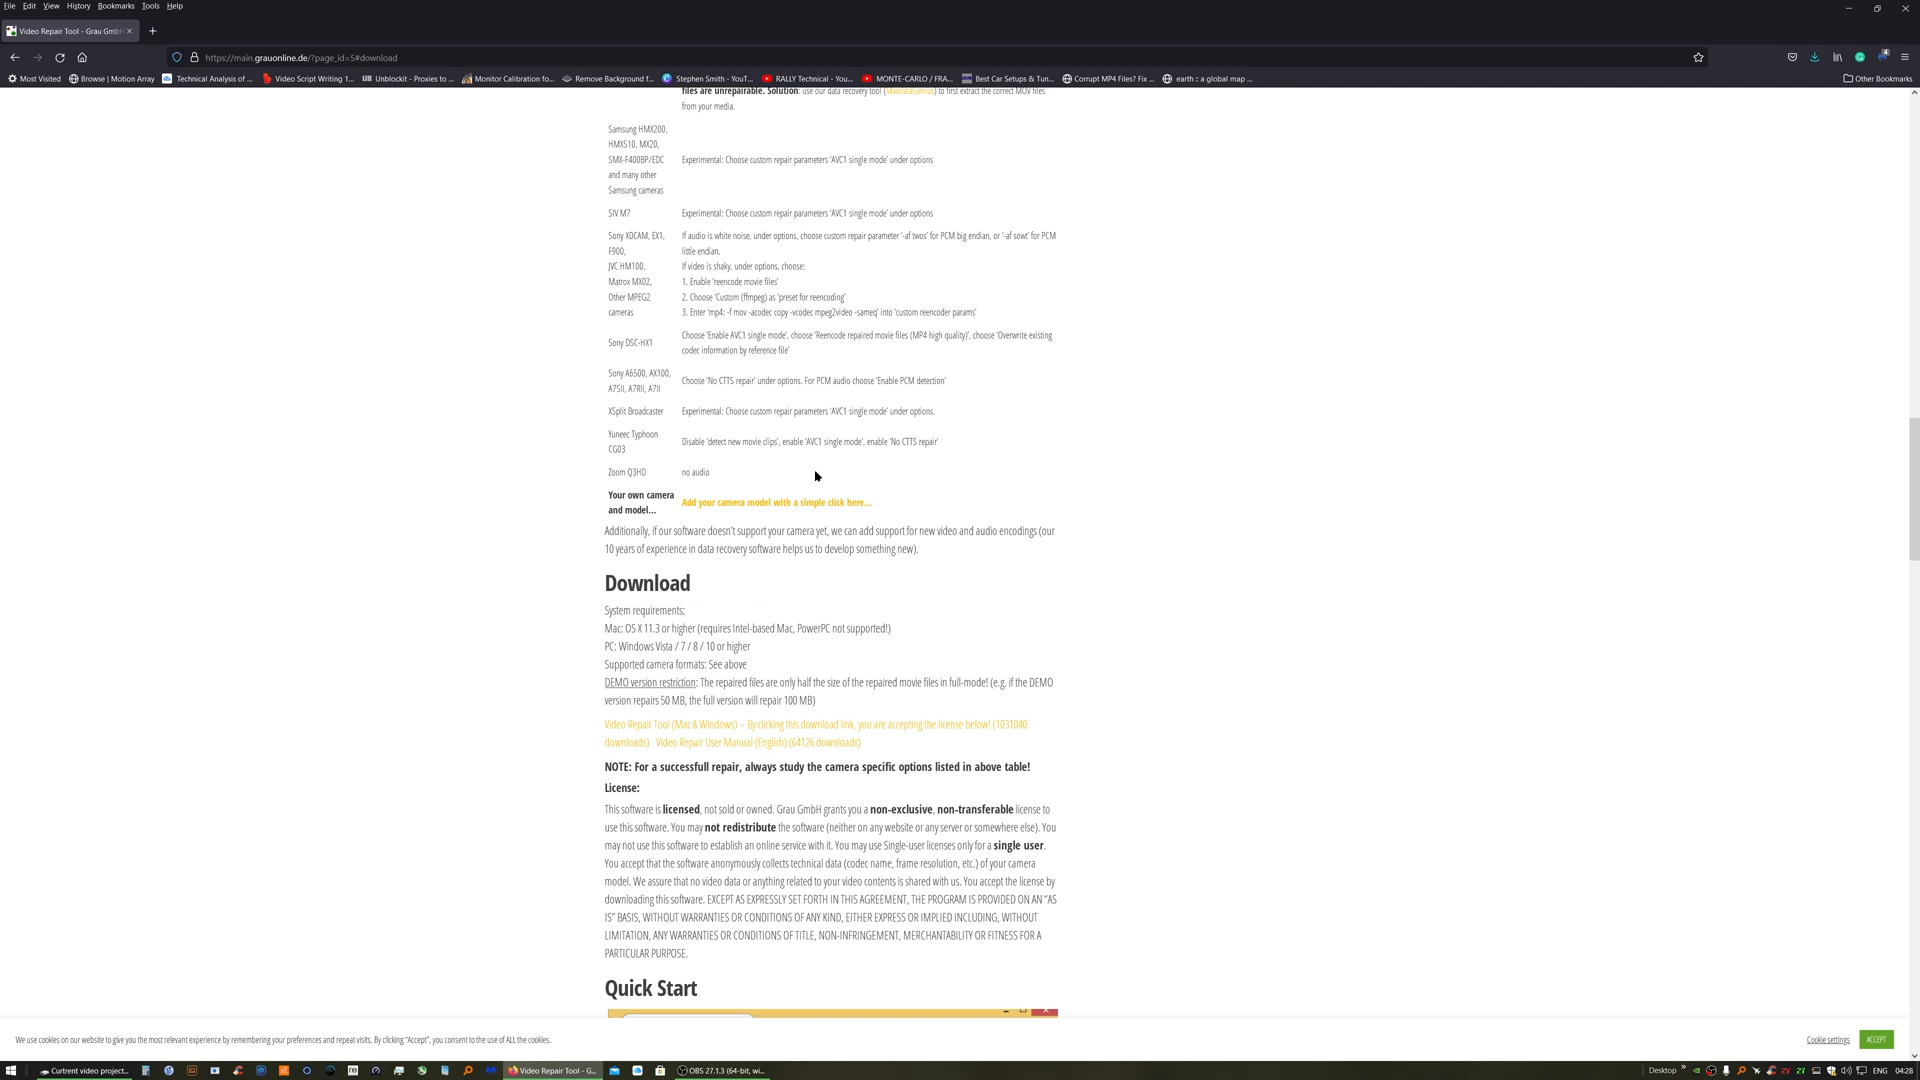 File Edit View History Bookmarks Tools Help
Video Repair Tool - Grau GmbH
https://main.grauonline.de/?page_id=5#download
Most Visited Browse | Motion Array Technical Analysis of ... Video Script Writing 1... Unblockit - Proxies to ... Monitor Calibration fo... Remove Background f... Stephen Smith - YouT... RALLY Technical - You... MONTE-CARLO / FRA... Best Car Setups & Tun... Corrupt MP4 Files? Fix ... earth :: a global map ... Other Bookmarks
files are unrepairable. Solution: use our data recovery tool (MaxDataGenius) to first extract the correct MOV files
from your media.
Samsung HMX200,
HMXS10, MX20,
SMX-F400BP/EDC
and many other
Samsung cameras
Experimental: Choose custom repair parameters 'AVC1 single mode' under options
SIV M7
Experimental: Choose custom repair parameters 'AVC1 single mode' under options
Sony XDCAM, EX1,
F900,
JVC HM100,
Matrox MX02,
Other MPEG2
cameras
If audio is white noise, under options, choose custom repair parameter '-af twos' for PCM big endian, or '-af sowt' for PCM
little endian.
If video is shaky, under options, choose:
1. Enable 'reencode movie files'
2. Choose 'Custom (ffmpeg) as 'preset for reencoding'
3. Enter 'mp4: -f mov -acodec copy -vcodec mpeg2video -sameq' into 'custom reencoder params'
Sony DSC-HX1
Choose 'Enable AVC1 single mode', choose 'Reencode repaired movie files (MP4 high quality)', choose 'Overwrite existing
codec information by reference file'
Sony A6500, AX100,
A7SII, A7RII, A7II
Choose 'No CTTS repair' under options. For PCM audio choose 'Enable PCM detection'
XSplit Broadcaster
Experimental: Choose custom repair parameters 'AVC1 single mode' under options.
Yuneec Typhoon
CG03
Disable 'detect new movie clips', enable 'AVC1 single mode', enable 'No CTTS repair'
Zoom Q3HD
no audio
Your own camera
and model...
Add your camera model with a simple click here...
Additionally, if our software doesn't support your camera yet, we can add support for new video and audio encodings (our
10 years of experience in data recovery software helps us to develop something new).
Download
System requirements:
Mac: OS X 11.3 or higher (requires Intel-based Mac, PowerPC not supported!)
PC: Windows Vista / 7 / 8 / 10 or higher
Supported camera formats: See above
DEMO version restriction: The repaired files are only half the size of the repaired movie files in full-mode! (e.g. if the DEMO
version repairs 50 MB, the full version will repair 100 MB)
Video Repair Tool (Mac & Windows) – By clicking this download link, you are accepting the license below! (1031040
downloads) Video Repair User Manual (English) (64126 downloads)
NOTE: For a successfull repair, always study the camera specific options listed in above table!
License:
This software is licensed, not sold or owned. Grau GmbH grants you a non-exclusive, non-transferable license to
use this software. You may not redistribute the software (neither on any website or any server or somewhere else). You
may not use this software to establish an online service with it. You may use Single-user licenses only for a single user.
You accept that the software anonymously collects technical data (codec name, frame resolution, etc.) of your camera
model. We assure that no video data or anything related to your video contents is shared with us. You accept the license by
downloading this software. EXCEPT AS EXPRESSLY SET FORTH IN THIS AGREEMENT, THE PROGRAM IS PROVIDED ON AN "AS
IS" BASIS, WITHOUT WARRANTIES OR CONDITIONS OF ANY KIND, EITHER EXPRESS OR IMPLIED INCLUDING, WITHOUT
LIMITATION, ANY WARRANTIES OR CONDITIONS OF TITLE, NON-INFRINGEMENT, MERCHANTABILITY OR FITNESS FOR A
PARTICULAR PURPOSE.
Quick Start
We use cookies on our website to give you the most relevant experience by remembering your preferences and repeat visits. By clicking "Accept", you consent to the use of ALL the cookies.
Cookie settings ACCEPT
Curtrent video project... Video Repair Tool - G... OBS 27.1.3 (64-bit, wi... Desktop ENG 04:28